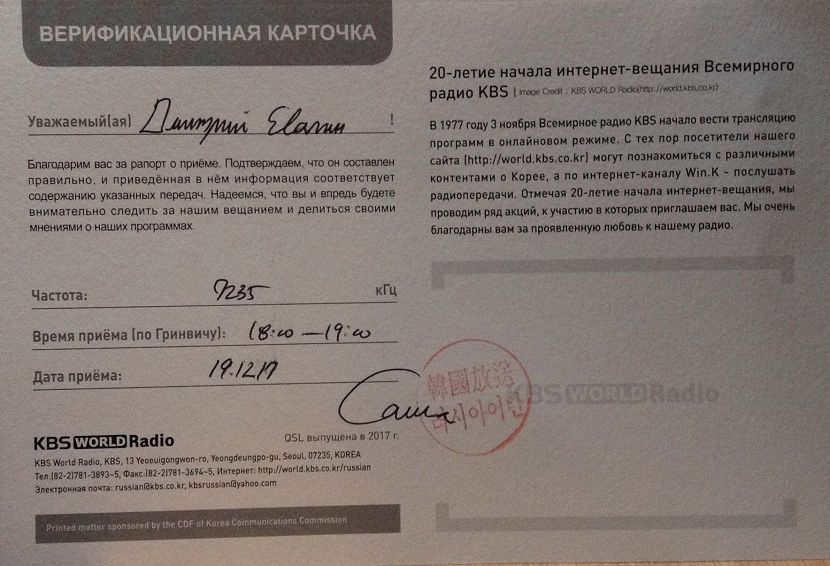 ВЕРИФИКАЦИОННАЯ КАРТОЧКА
Уважаемый(ая) Дмитрий Elагин !
Благодарим вас за рапорт о приёме. Подтверждаем, что он составлен
правильно, и приведённая в нём информация соответствует
содержанию указанных передач. Надеемся, что вы и впредь будете
внимательно следить за нашим вещанием и делиться своими
мнениями о наших программах.
Частота: 7235 кГц
Время приёма (по Гринвичу): 18:00 — 19:00
Дата приёма: 19.12.17
Саша
KBS WORLD Radio
QSL выпущена в 2017 г.
KBS World Radio, KBS, 13 Yeoeuigongwon-ro, Yeongdeungpo-gu, Seoul, 07235, KOREA
Тел:(82-2)781-3893~5, Факс:(82-2)781-3694~5, Интернет: http://world.kbs.co.kr/russian
Электронная почта: russian@kbs.co.kr, kbsrussian@yahoo.com
Printed matter sponsored by the CDF of Korea Communications Commission
20-летие начала интернет-вещания Всемирного
радио KBS | Image Credit : KBS WORLD Radio(http://world.kbs.co.kr)
В 1977 году 3 ноября Всемирное радио KBS начало вести трансляцию
программ в онлайновом режиме. С тех пор посетители нашего
сайта (http://world.kbs.co.kr) могут познакомиться с различными
контентами о Корее, а по интернет-каналу Win.K - послушать
радиопередачи. Отмечая 20-летие начала интернет-вещания, мы
проводим ряд акций, к участию в которых приглашаем вас. Мы очень
благодарны вам за проявленную любовь к нашему радио.
韓國放送
러시아어반
KBS WORLD Radio